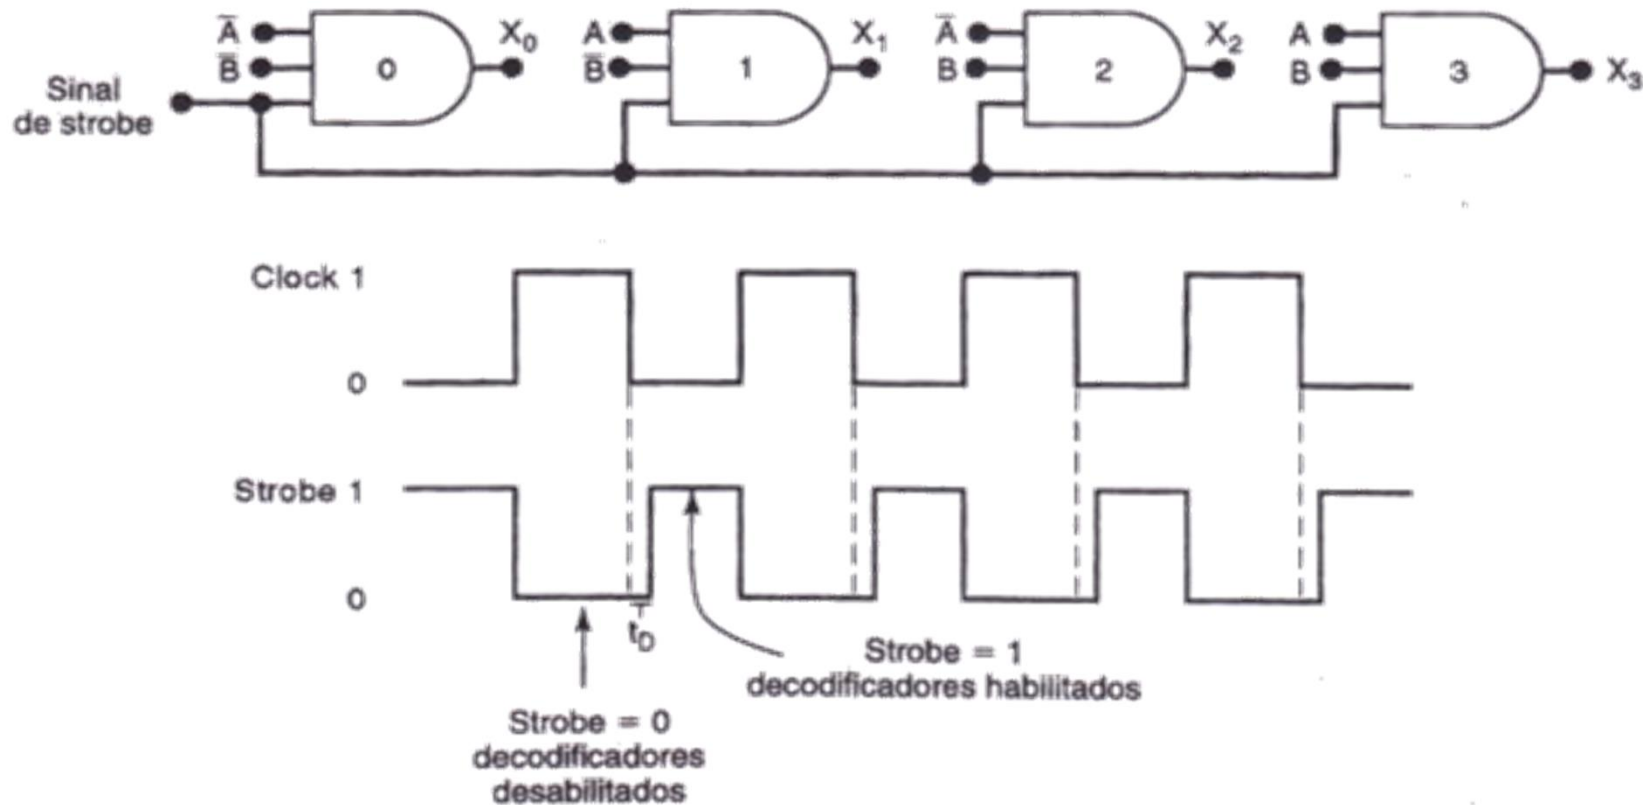 A̅
B̅
0
X₀
A
B̅
1
X₁
A̅
B
2
X₂
A
B
3
X₃
Sinal
de strobe
Clock 1
0
Strobe 1
0
t_D
Strobe = 1
decodificadores habilitados
Strobe = 0
decodificadores
desabilitados